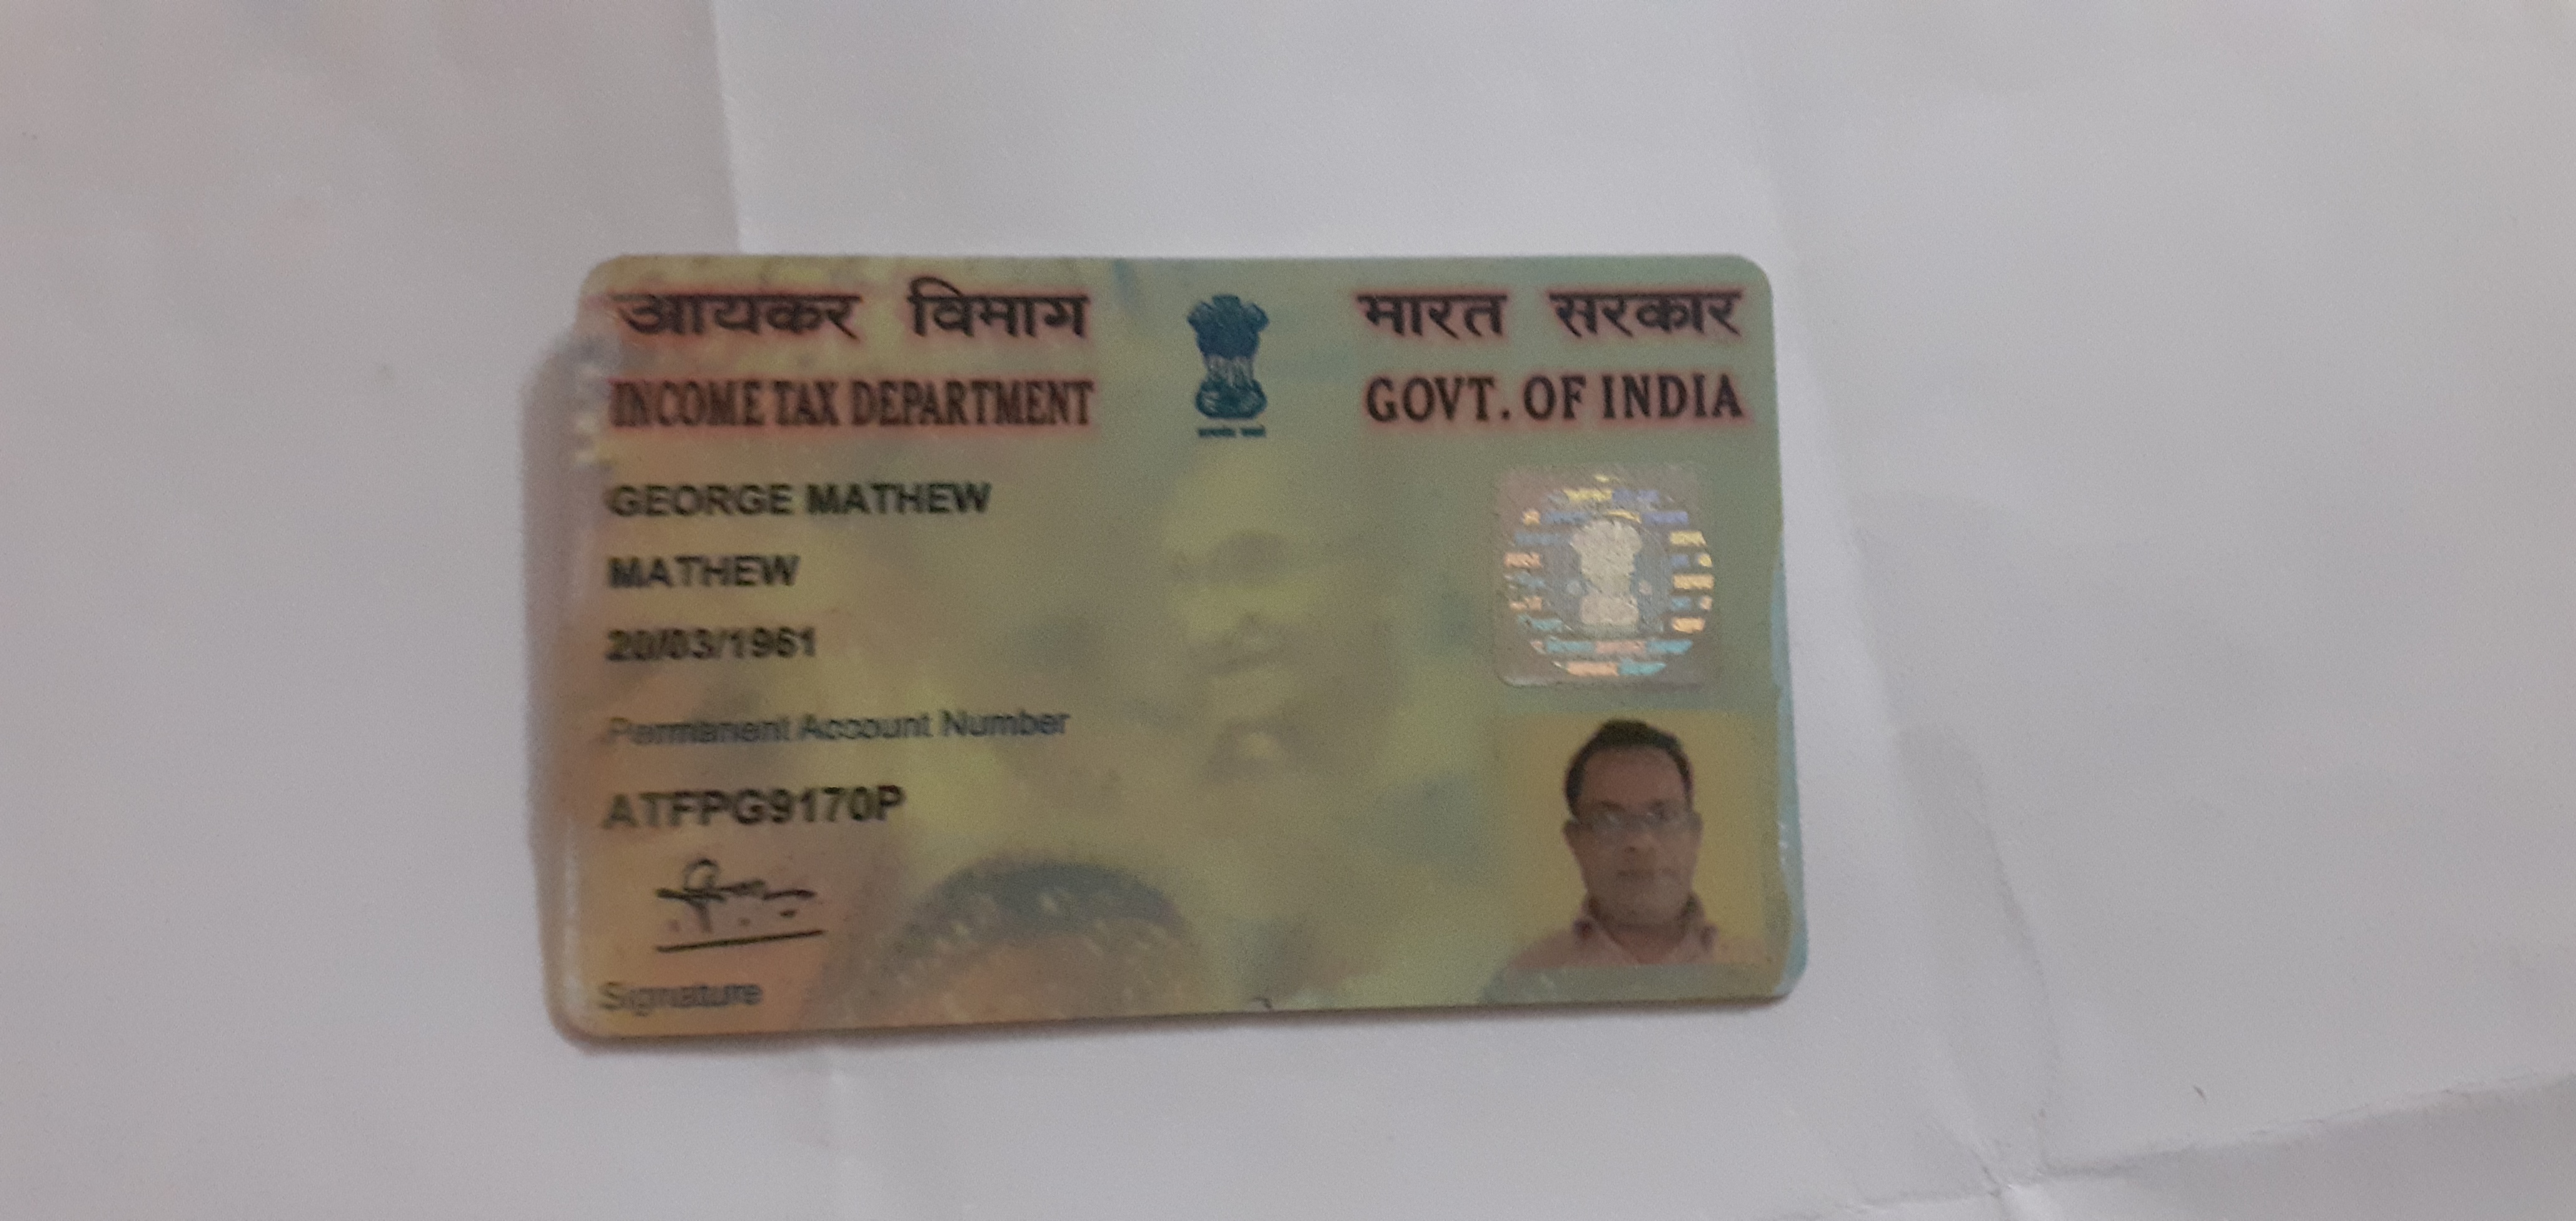 आयकर विभाग
भारत सरकार
INCOME TAX DEPARTMENT
GOVT. OF INDIA
GEORGE MATHEW
MATHEW
20/03/1961
Permanent Account Number
ATFPG9170P
Signature